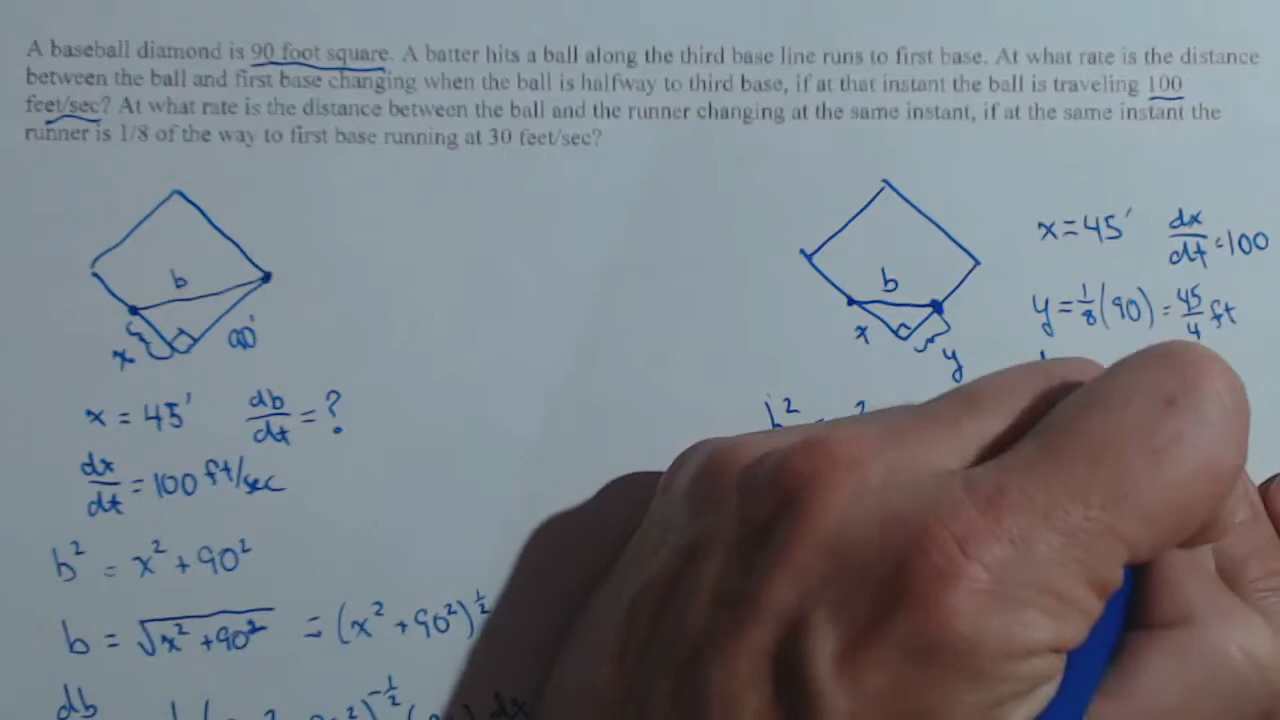 A baseball diamond is 90 foot square. A batter hits a ball along the third base line runs to first base. At what rate is the distance
between the ball and first base changing when the ball is halfway to third base, if at that instant the ball is traveling 100
feet/sec? At what rate is the distance between the ball and the runner changing at the same instant, if at the same instant the
runner is 1/8 of the way to first base running at 30 feet/sec?
b
x
90'
x = 45'
db/dt = ?
dx/dt = 100 ft/sec
b² = x² + 90²
b = √x² + 90² = (x² + 90²)^½
db
b
x
y
x = 45'
dx/dt = 100
y = ⅛(90) = 45/4 ft
b² =